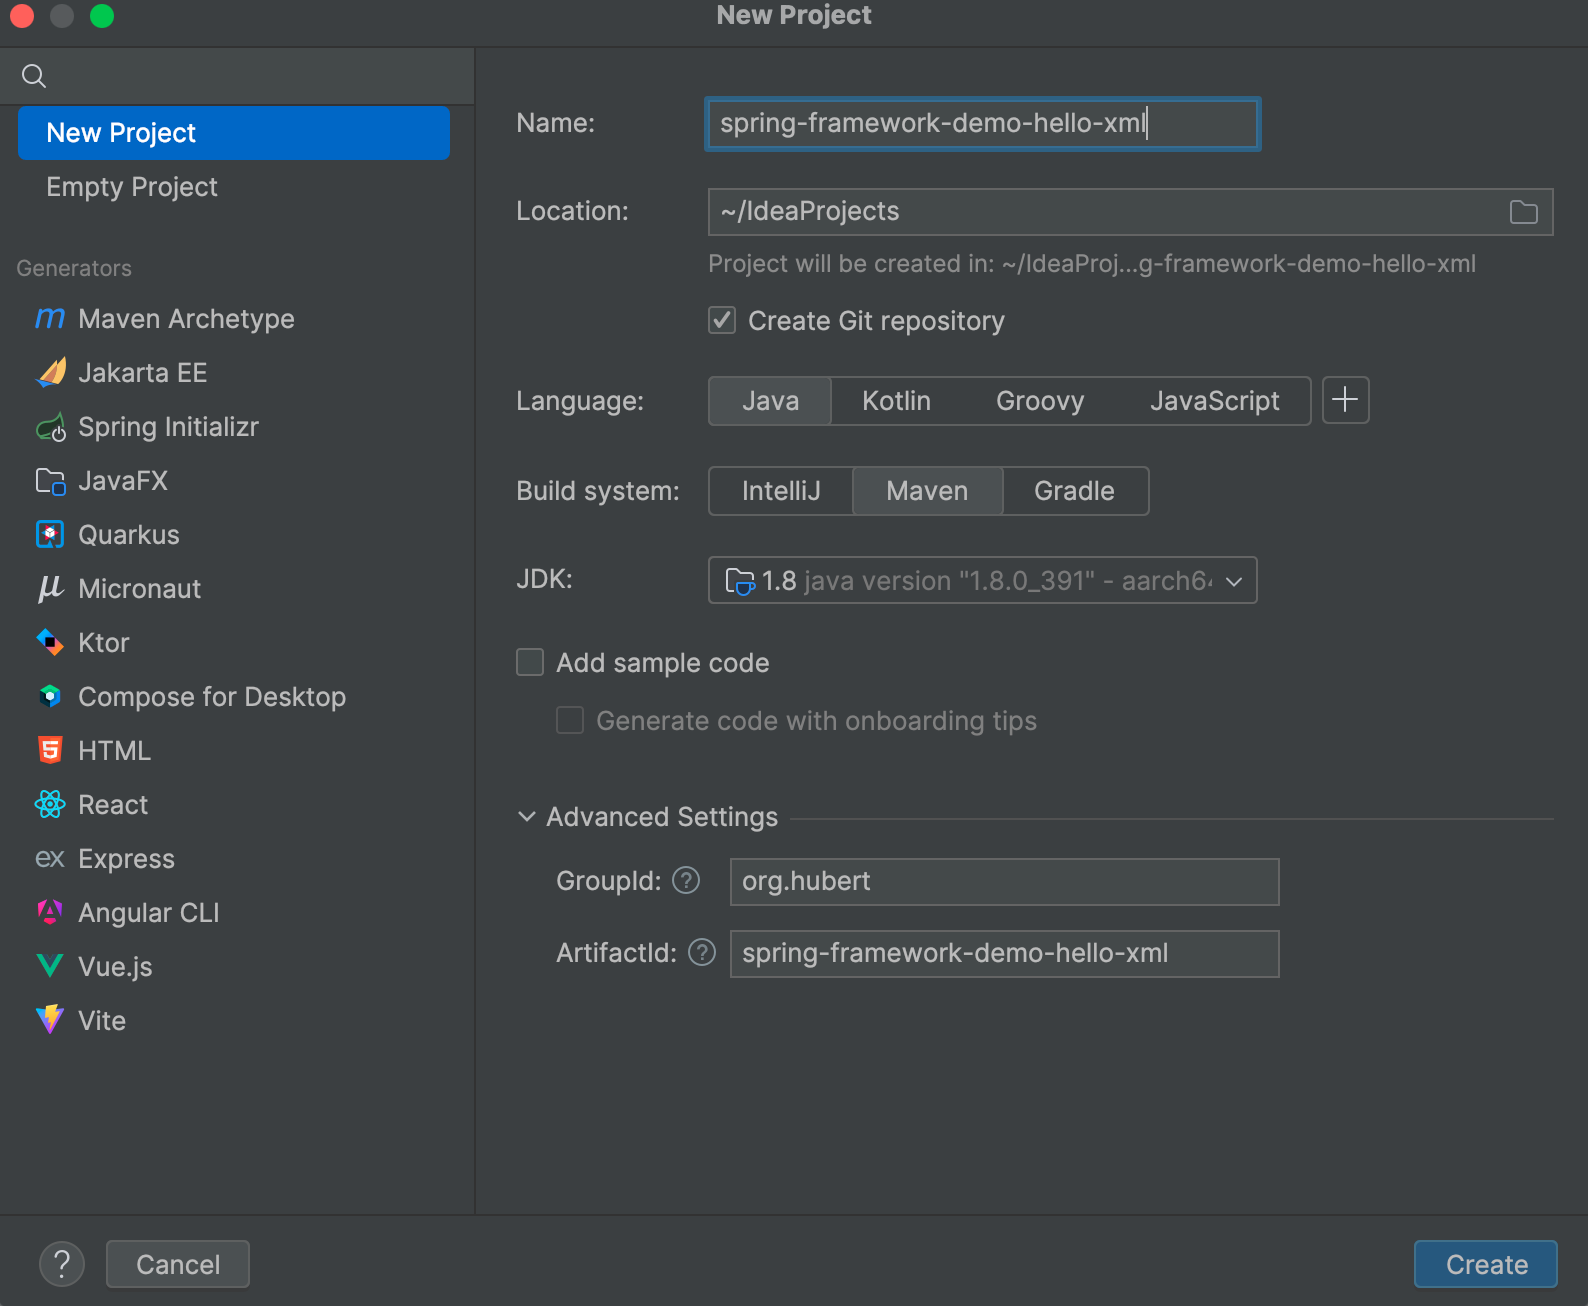 New Project
New Project
Empty Project
Generators
Maven Archetype
Jakarta EE
Spring Initializr
JavaFX
Quarkus
Micronaut
Ktor
Compose for Desktop
HTML
React
ex Express
Angular CLI
Vue.js
Vite
Name: spring-framework-demo-hello-xml
Location: ~/IdeaProjects
Project will be created in: ~/IdeaProj...g-framework-demo-hello-xml
Create Git repository
Language: Java Kotlin Groovy JavaScript
Build system: IntelliJ Maven Gradle
JDK: 1.8 java version "1.8.0_391" - aarch64
Add sample code
Generate code with onboarding tips
Advanced Settings
GroupId: ? org.hubert
ArtifactId: ? spring-framework-demo-hello-xml
? Cancel Create